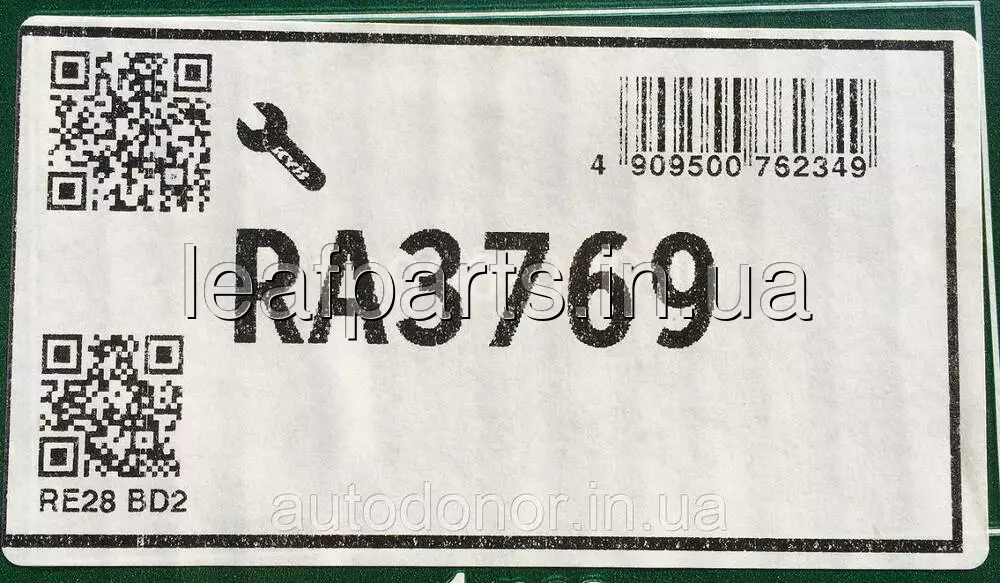 4 909500 762349
RA3769
leafparts.in.ua
RE28 BD2
autodonor.in.ua